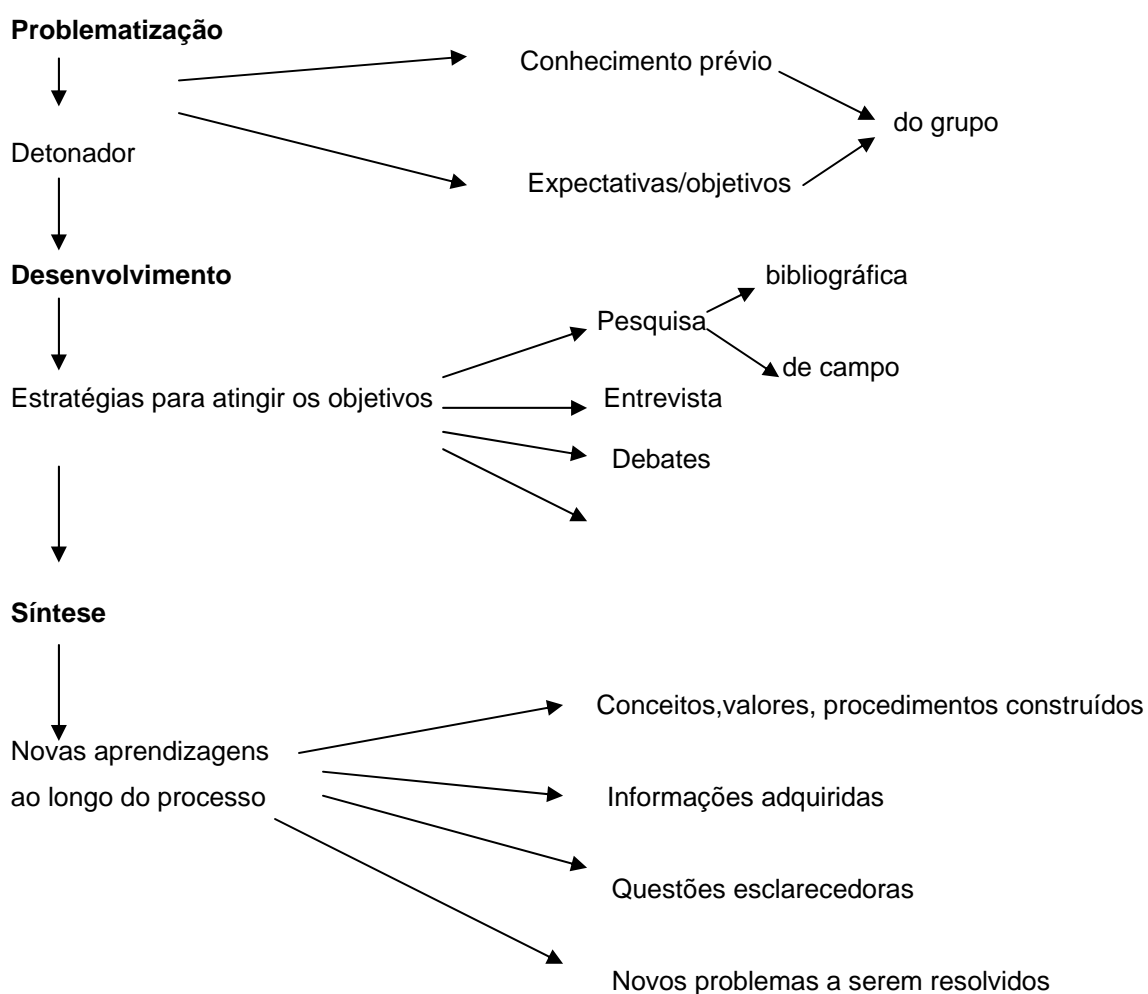 Problematização
Conhecimento prévio
do grupo
Detonador
Expectativas/objetivos
Desenvolvimento
bibliográfica
Pesquisa
de campo
Estratégias para atingir os objetivos
Entrevista
Debates
Síntese
Conceitos,valores, procedimentos construídos
Novas aprendizagens
ao longo do processo
Informações adquiridas
Questões esclarecedoras
Novos problemas a serem resolvidos